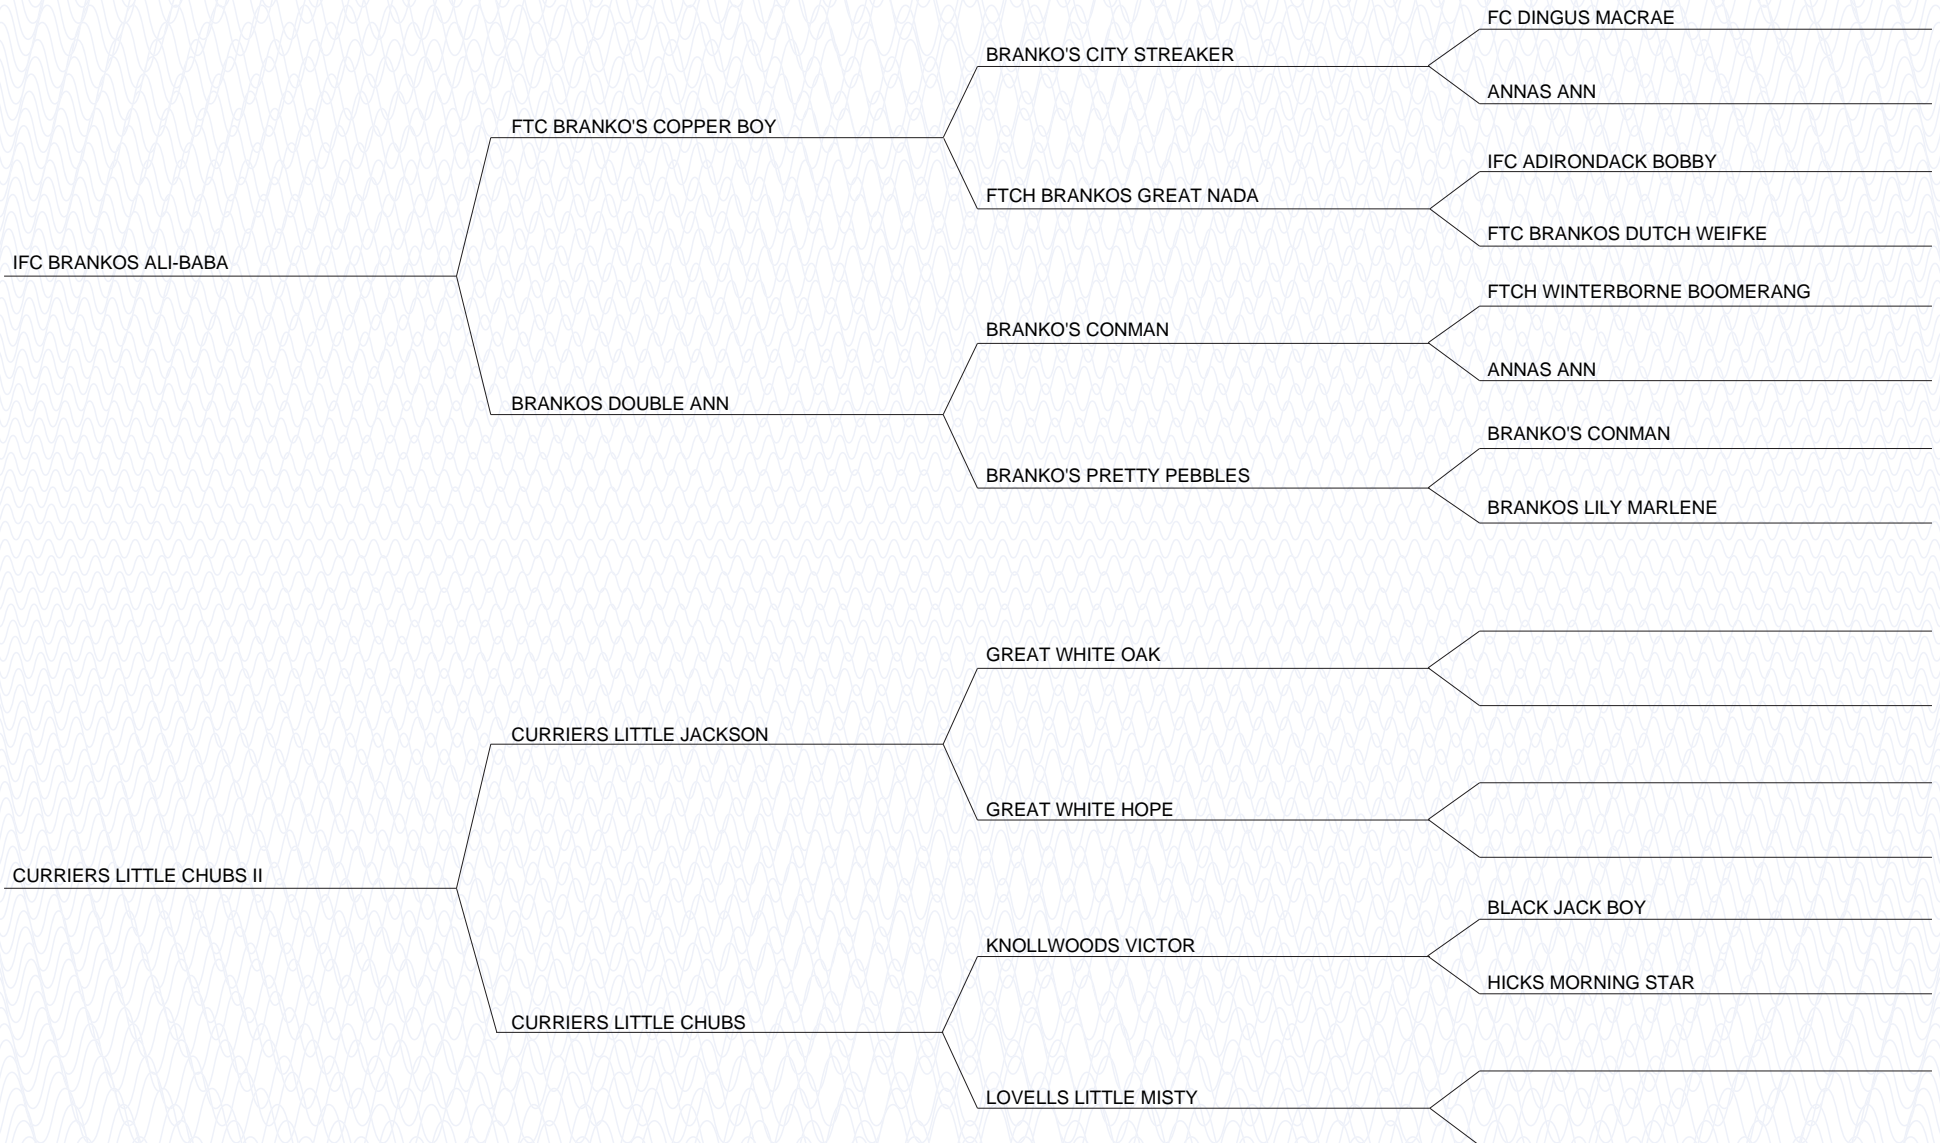 FC DINGUS MACRAE
BRANKO'S CITY STREAKER
ANNAS ANN
FTC BRANKO'S COPPER BOY
IFC ADIRONDACK BOBBY
FTCH BRANKOS GREAT NADA
FTC BRANKOS DUTCH WEIFKE
IFC BRANKOS ALI-BABA
FTCH WINTERBORNE BOOMERANG
BRANKO'S CONMAN
ANNAS ANN
BRANKOS DOUBLE ANN
BRANKO'S CONMAN
BRANKO'S PRETTY PEBBLES
BRANKOS LILY MARLENE
GREAT WHITE OAK
CURRIERS LITTLE JACKSON
GREAT WHITE HOPE
CURRIERS LITTLE CHUBS II
BLACK JACK BOY
KNOLLWOODS VICTOR
HICKS MORNING STAR
CURRIERS LITTLE CHUBS
LOVELLS LITTLE MISTY